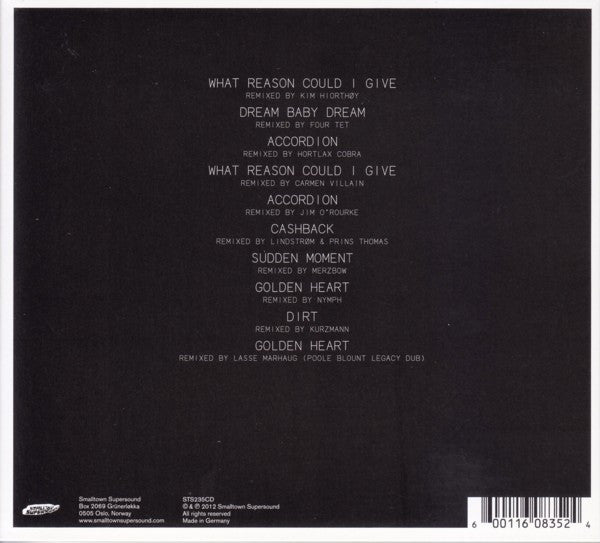 WHAT REASON COULD I GIVE
REMIXED BY KIM HIORTHØY
DREAM BABY DREAM
REMIXED BY FOUR TET
ACCORDION
REMIXED BY HORTLAX COBRA
WHAT REASON COULD I GIVE
REMIXED BY CARMEN VILLAIN
ACCORDION
REMIXED BY JIM O'ROURKE
CASHBACK
REMIXED BY LINDSTRØM & PRINS THOMAS
SUDDEN MOMENT
REMIXED BY MERZBOW
GOLDEN HEART
REMIXED BY NYMPH
DIRT
REMIXED BY KURZMANN
GOLDEN HEART
REMIXED BY LASSE MARHAUG (POOLE BLOUNT LEGACY DUB)
SMALLTOWN SUPERSOUND
Smalltown Supersound
Box 2069 Grünerløkka
0505 Oslo, Norway
www.smalltownsupersound.com
STS235CD
© & ℗ 2012 Smalltown Supersound
All rights reserved
Made in Germany
6 00116 08352 4